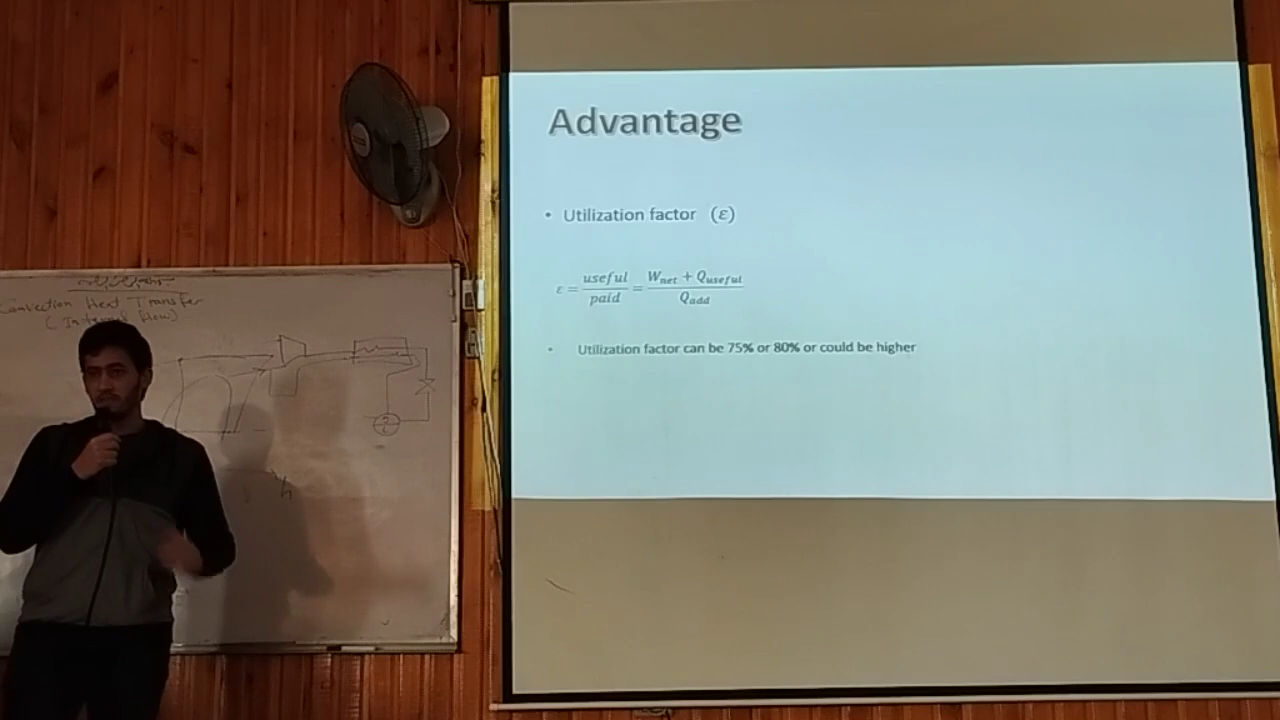 Convection Heat Transfer
(Internal flow)
Advantage
• Utilization factor (ε)
ε = useful / paid = W_net + Q_useful / Q_add
• Utilization factor can be 75% or 80% or could be higher